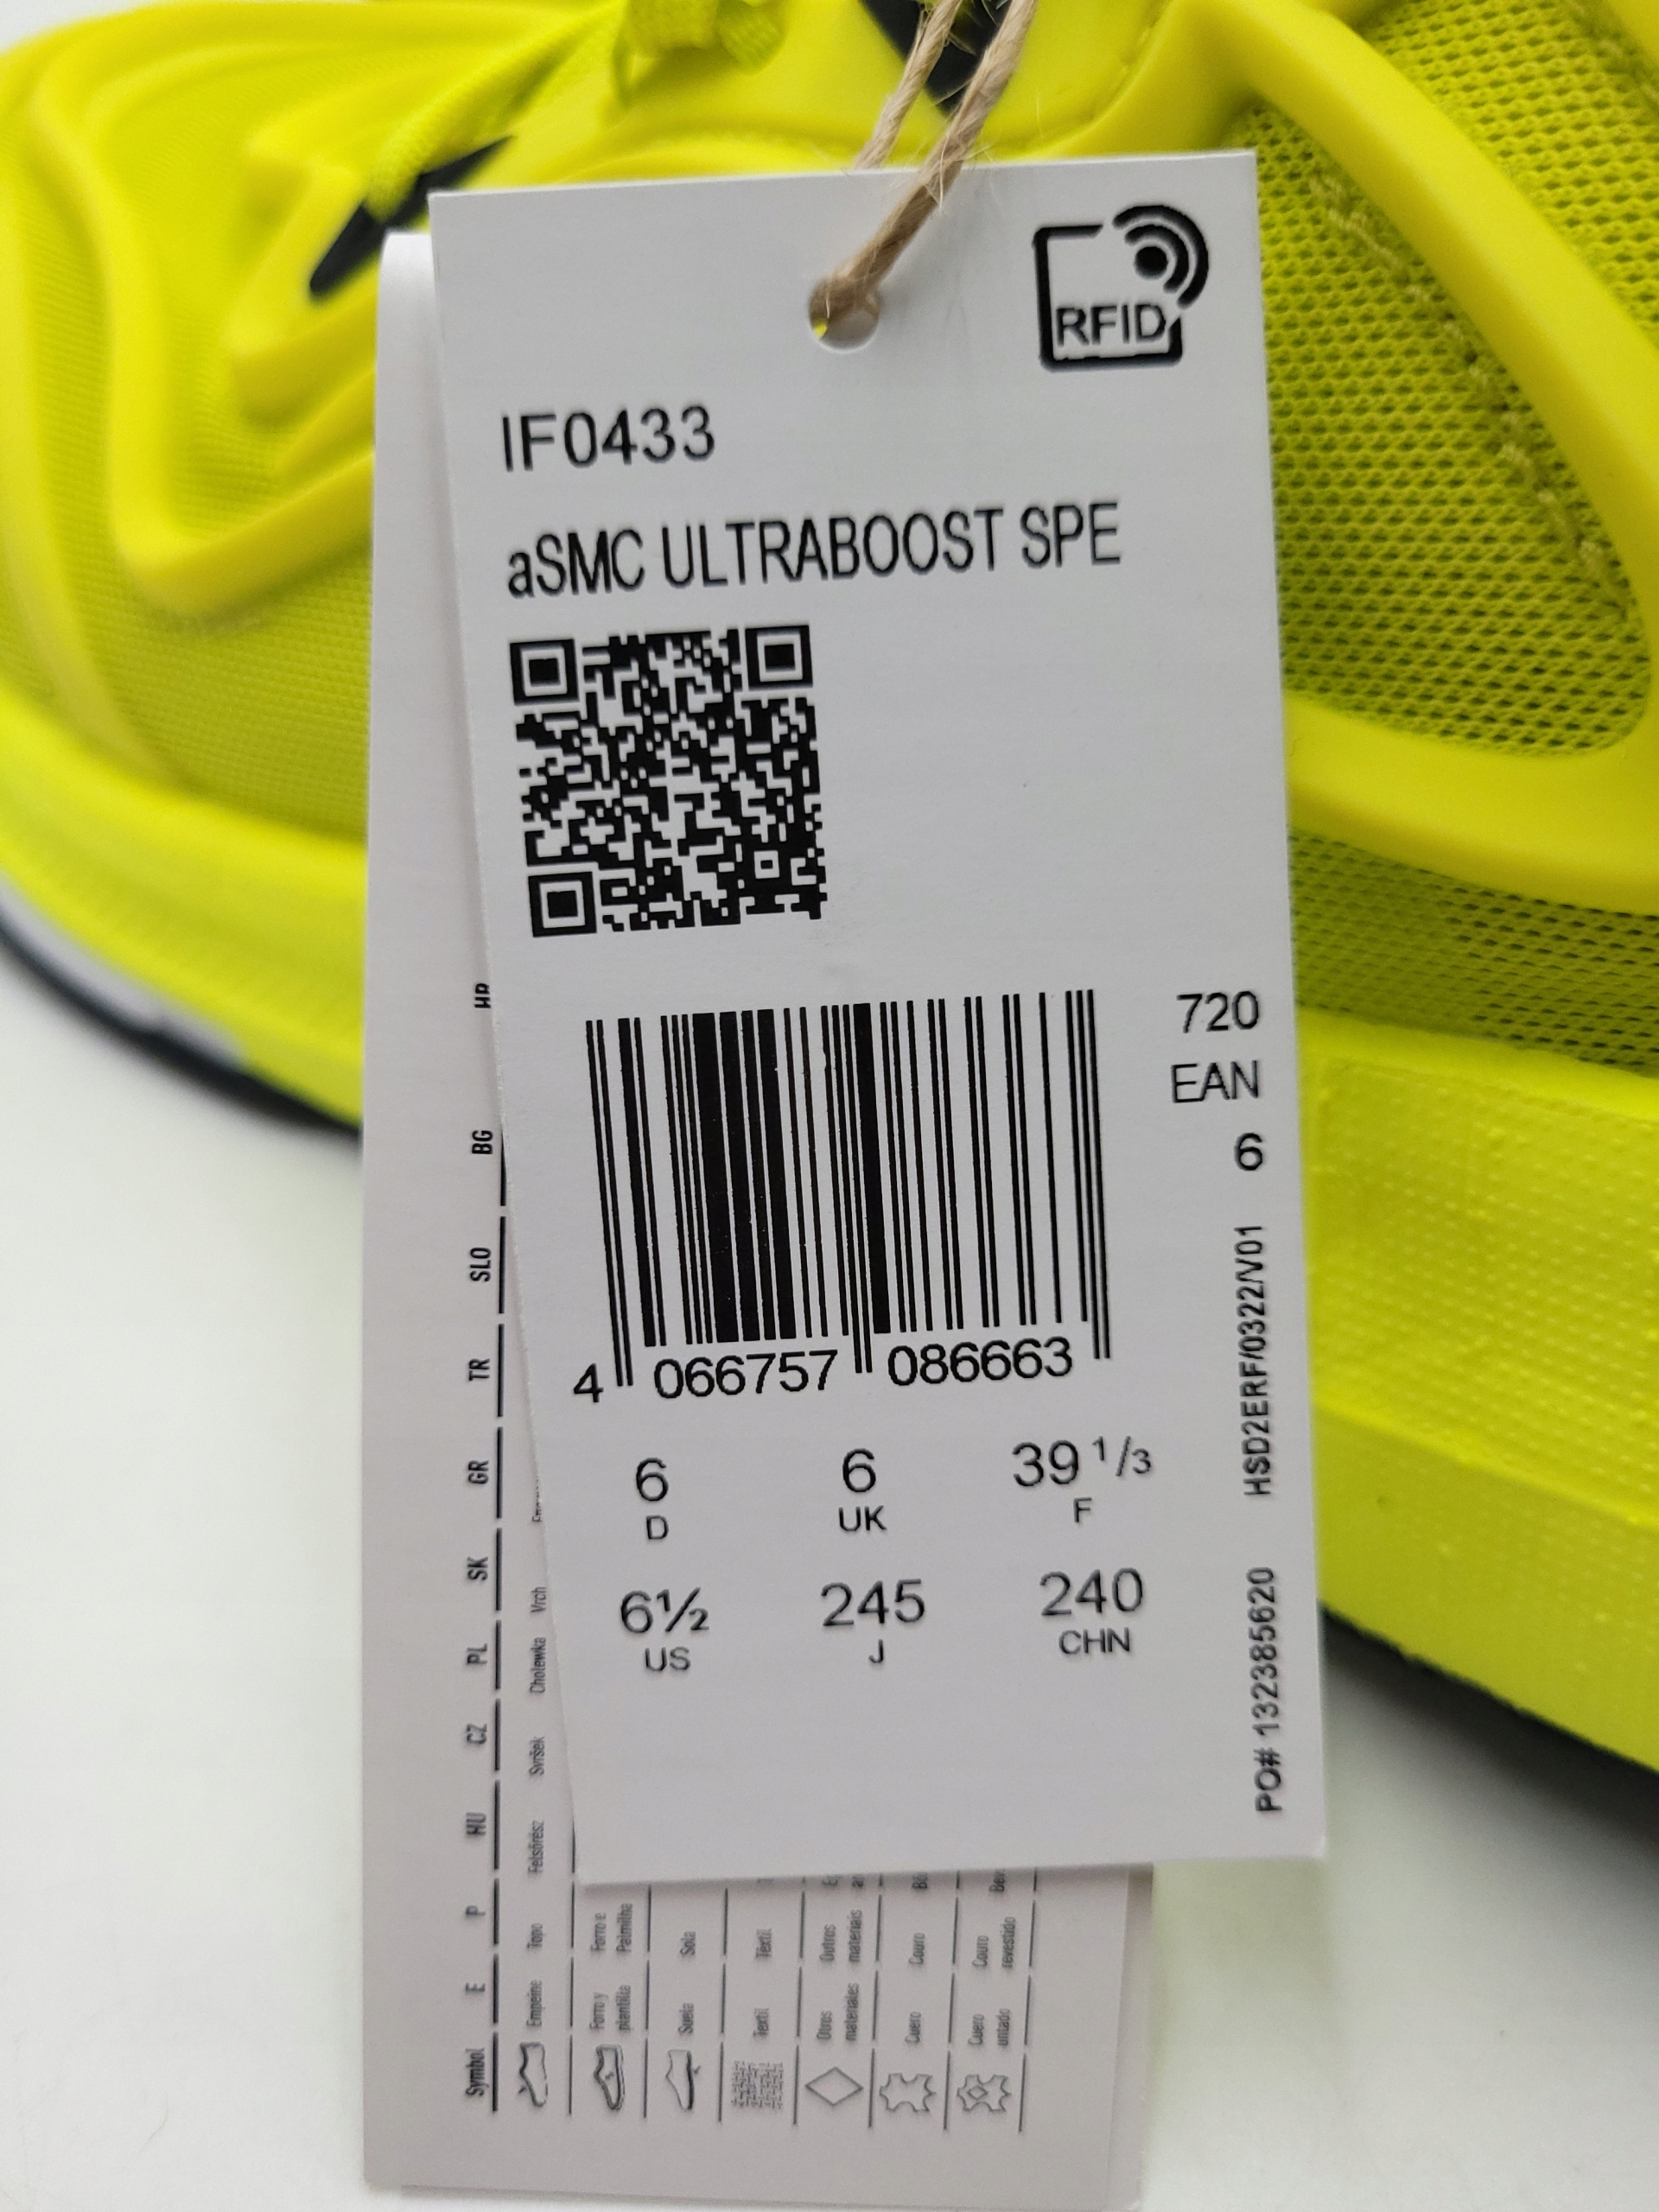 RFID
IF0433
aSMC ULTRABOOST SPE
720
EAN
6
4 066757 086663
6 6 39 1/3
D UK F
6½ 245 240
US J CHN
HSD2ERF/0322/V01
PO# 132385620
Symbol E P HU CZ PL SK GR TR SLO BG HR
Empeine Topo Felsőrész Svršek Cholewka Vrch
Forro y Forro e
plantilla Palmilha
Suela Sola
Textil Têxtil
Otros Outros
materiales materiais
Cuero Couro
Cuero Couro
untado revestido